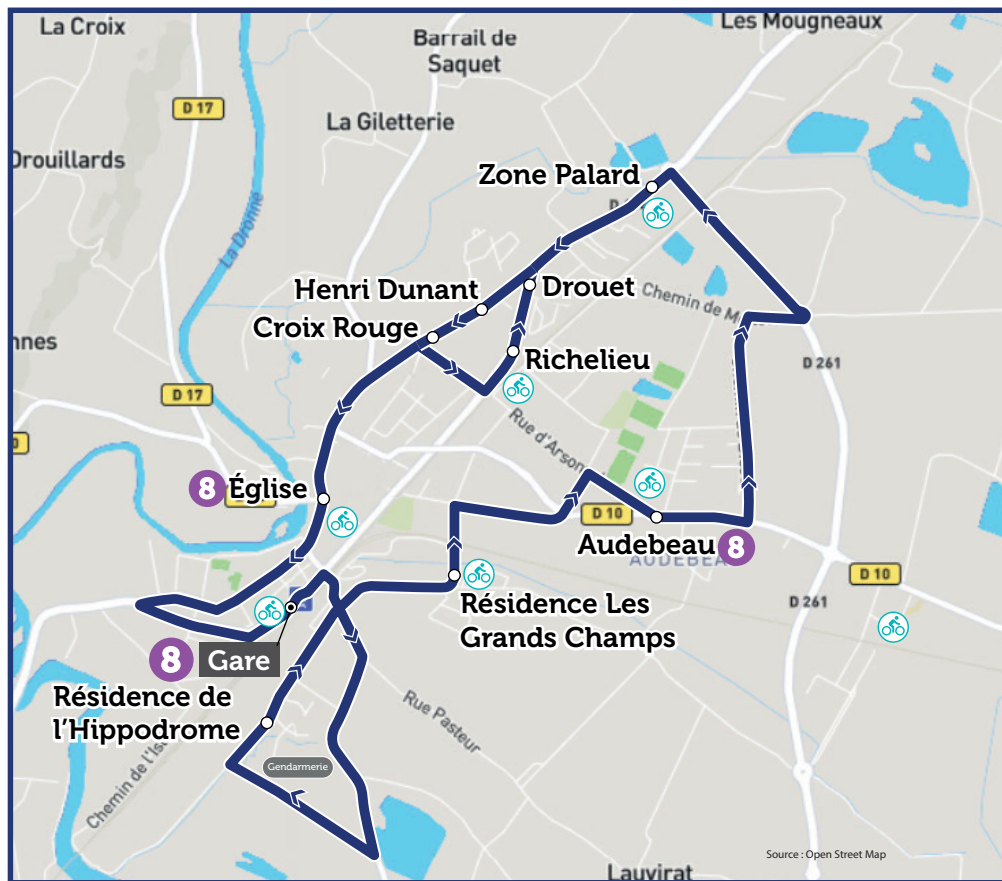 La Croix
Les Mougneaux
Barrail de
Saquet
D 17
La Giletterie
Drouillards
Zone Palard
La Dronne
Henri Dunant
Drouet
Croix Rouge
Chemin de
D 17
Richelieu
D 261
Rue d'Arson
8 Église
D 10
Audebeau 8
D 10
Résidence Les
Grands Champs
D 261
8 Gare
Résidence de
l'Hippodrome
Rue Pasteur
Chemin de l'Is
Gendarmerie
Source : Open Street Map
Lauvirat